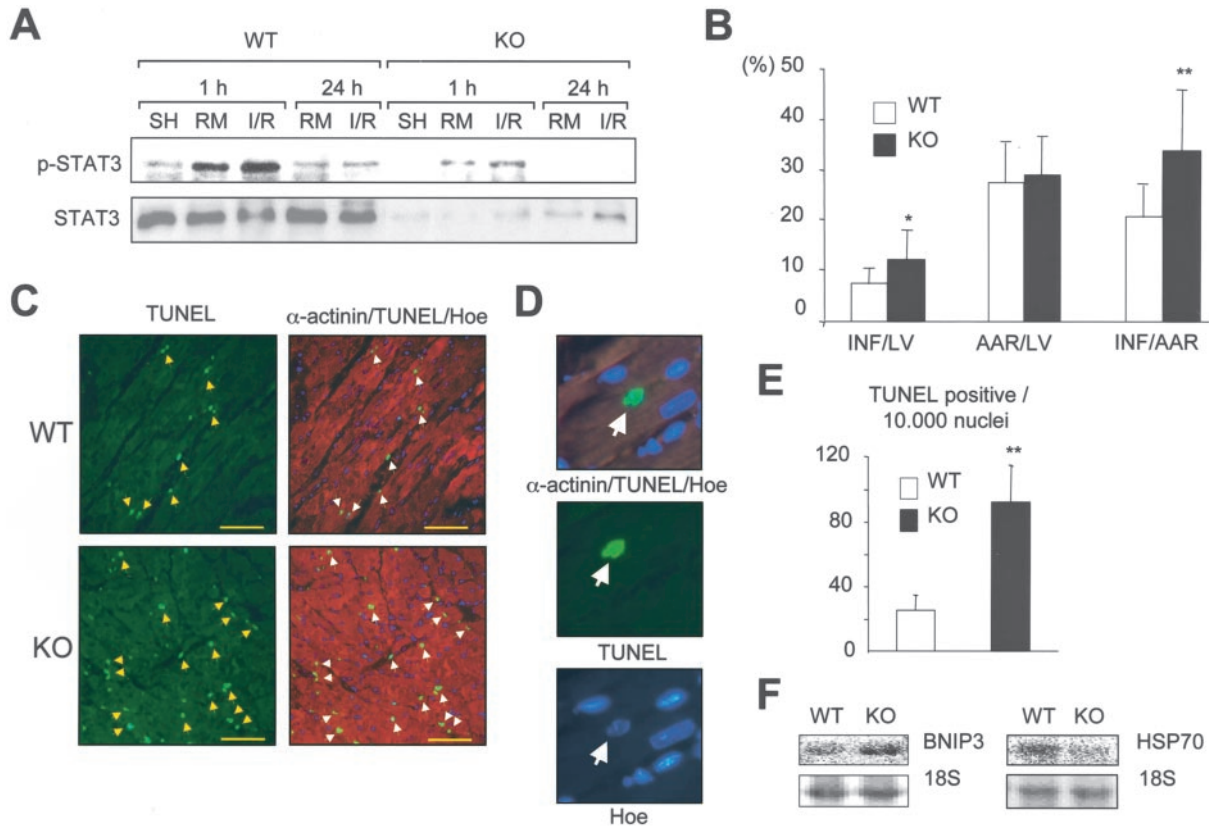 A
WT KO
1 h 24 h 1 h 24 h
SH RM I/R RM I/R SH RM I/R RM I/R
p-STAT3
STAT3
B
(%) 50
40
30
20
10
0
WT
KO
*
**
INF/LV AAR/LV INF/AAR
C
TUNEL α-actinin/TUNEL/Hoe
WT
KO
D
α-actinin/TUNEL/Hoe
TUNEL
Hoe
E
TUNEL positive /
10.000 nuclei
120
80
40
0
WT
KO
**
F
WT KO
BNIP3
18S
WT KO
HSP70
18S